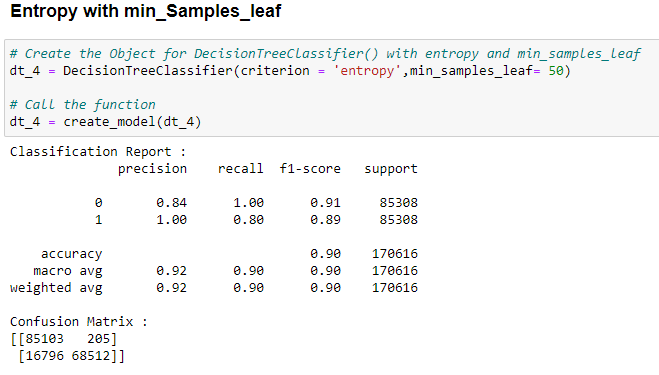 Entropy with min_Samples_leaf
# Create the Object for DecisionTreeClassifier() with entropy and min_samples_leaf
dt_4 = DecisionTreeClassifier(criterion = 'entropy',min_samples_leaf= 50)
# Call the function
dt_4 = create_model(dt_4)
Classification Report :
precision recall f1-score support
0 0.84 1.00 0.91 85308
1 1.00 0.80 0.89 85308
accuracy 0.90 170616
macro avg 0.92 0.90 0.90 170616
weighted avg 0.92 0.90 0.90 170616
Confusion Matrix :
[[85103 205]
[16796 68512]]